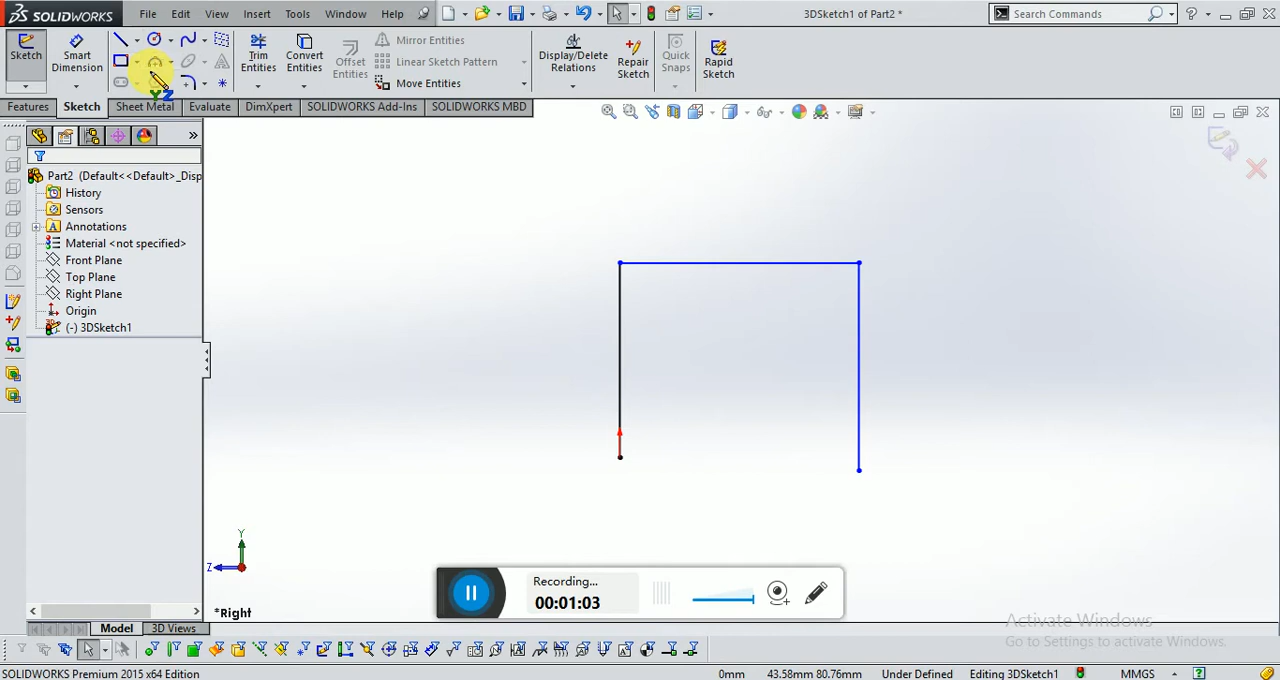 SOLIDWORKS File Edit View Insert Tools Window Help 3DSketch1 of Part2 * Search Commands ?
Sketch Smart Dimension Trim Entities Convert Entities Offset Entities Mirror Entities Linear Sketch Pattern Move Entities Display/Delete Relations Repair Sketch Quick Snaps Rapid Sketch
YZ
Features Sketch Sheet Metal Evaluate DimXpert SOLIDWORKS Add-Ins SOLIDWORKS MBD
Part2 (Default<<Default>_Disp
History
Sensors
A Annotations
Material <not specified>
Front Plane
Top Plane
Right Plane
Origin
(-) 3DSketch1
Y
Z
*Right
Recording...
00:01:03
Activate Windows
Go to Settings to activate Windows.
Model 3D Views
SOLIDWORKS Premium 2015 x64 Edition 0mm 43.58mm 80.76mm Under Defined Editing 3DSketch1 MMGS ?